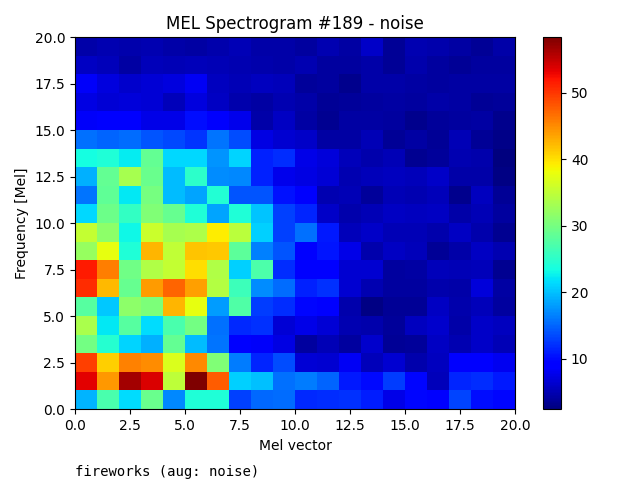 MEL Spectrogram #189 - noise
20.0
17.5
15.0
12.5
10.0
7.5
5.0
2.5
0.0
Frequency [Mel]
0.0 2.5 5.0 7.5 10.0 12.5 15.0 17.5 20.0
Mel vector
50
40
30
20
10
fireworks (aug: noise)